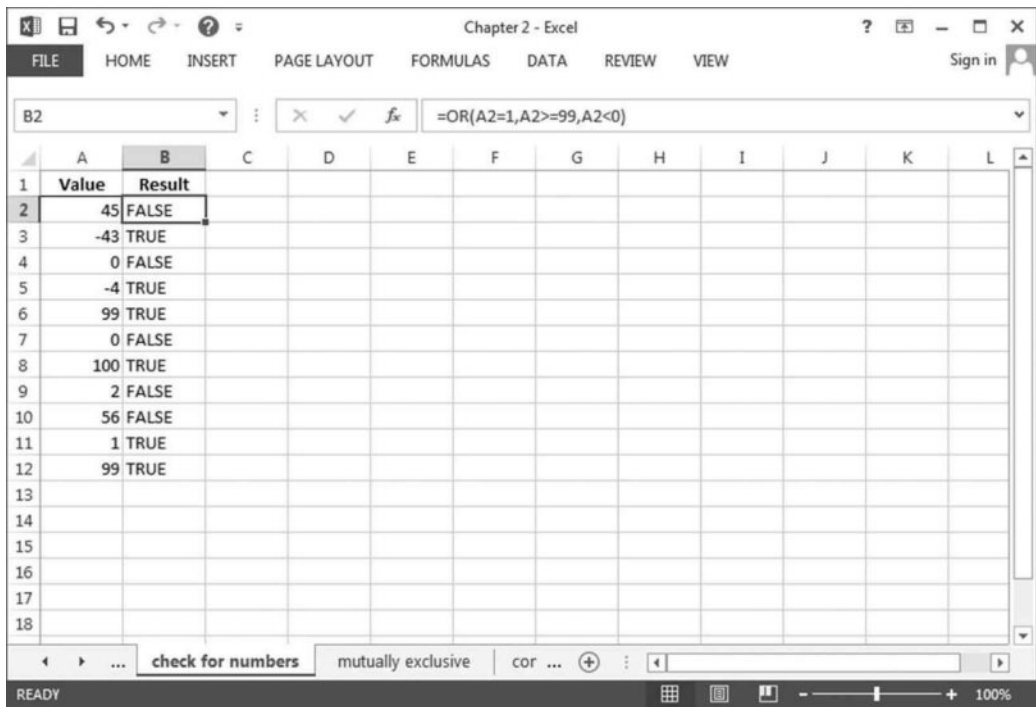 Chapter 2 - Excel
FILE HOME INSERT PAGE LAYOUT FORMULAS DATA REVIEW VIEW Sign in
B2 fx =OR(A2=1,A2>=99,A2<0)
A B C D E F G H I J K L
1 Value Result
2 45 FALSE
3 -43 TRUE
4 0 FALSE
5 -4 TRUE
6 99 TRUE
7 0 FALSE
8 100 TRUE
9 2 FALSE
10 56 FALSE
11 1 TRUE
12 99 TRUE
13
14
15
16
17
18
... check for numbers mutually exclusive cor ...
READY 100%